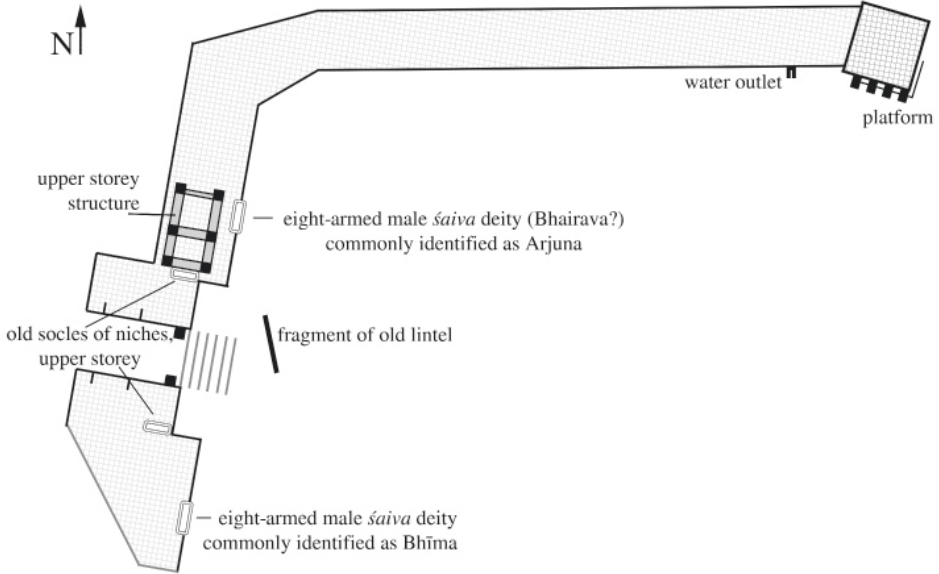 N
water outlet
platform
upper storey
structure
eight-armed male śaiva deity (Bhairava?)
commonly identified as Arjuna
old socles of niches,
upper storey
fragment of old lintel
eight-armed male śaiva deity
commonly identified as Bhīma